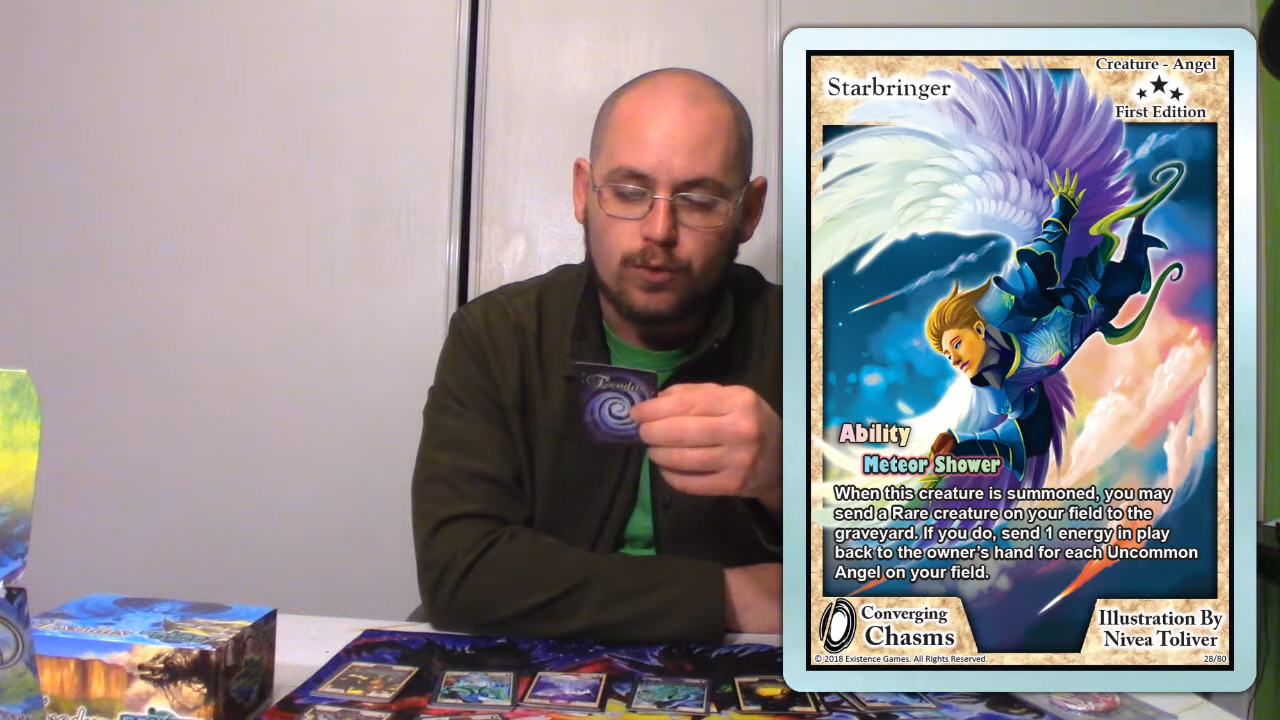 Creature - Angel
Starbringer
First Edition
Ability
Meteor Shower
When this creature is summoned, you may
send a Rare creature on your field to the
graveyard. If you do, send 1 energy in play
back to the owner's hand for each Uncommon
Angel on your field.
Converging
Chasms
Illustration By
Nivea Toliver
© 2018 Existence Games. All Rights Reserved.
28/80